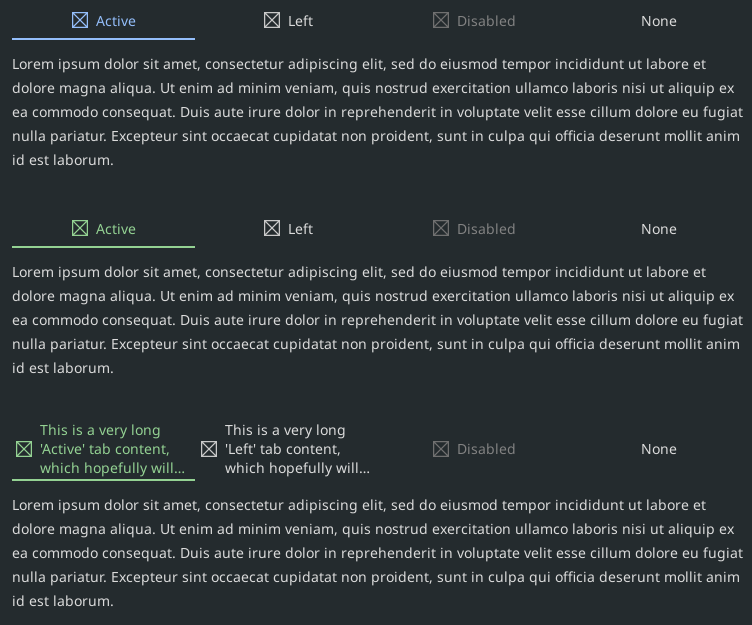 Active Left Disabled None
Lorem ipsum dolor sit amet, consectetur adipiscing elit, sed do eiusmod tempor incididunt ut labore et
dolore magna aliqua. Ut enim ad minim veniam, quis nostrud exercitation ullamco laboris nisi ut aliquip ex
ea commodo consequat. Duis aute irure dolor in reprehenderit in voluptate velit esse cillum dolore eu fugiat
nulla pariatur. Excepteur sint occaecat cupidatat non proident, sunt in culpa qui officia deserunt mollit anim
id est laborum.
Active Left Disabled None
Lorem ipsum dolor sit amet, consectetur adipiscing elit, sed do eiusmod tempor incididunt ut labore et
dolore magna aliqua. Ut enim ad minim veniam, quis nostrud exercitation ullamco laboris nisi ut aliquip ex
ea commodo consequat. Duis aute irure dolor in reprehenderit in voluptate velit esse cillum dolore eu fugiat
nulla pariatur. Excepteur sint occaecat cupidatat non proident, sunt in culpa qui officia deserunt mollit anim
id est laborum.
This is a very long
'Active' tab content,
which hopefully will...
This is a very long
'Left' tab content,
which hopefully will...
Disabled
None
Lorem ipsum dolor sit amet, consectetur adipiscing elit, sed do eiusmod tempor incididunt ut labore et
dolore magna aliqua. Ut enim ad minim veniam, quis nostrud exercitation ullamco laboris nisi ut aliquip ex
ea commodo consequat. Duis aute irure dolor in reprehenderit in voluptate velit esse cillum dolore eu fugiat
nulla pariatur. Excepteur sint occaecat cupidatat non proident, sunt in culpa qui officia deserunt mollit anim
id est laborum.